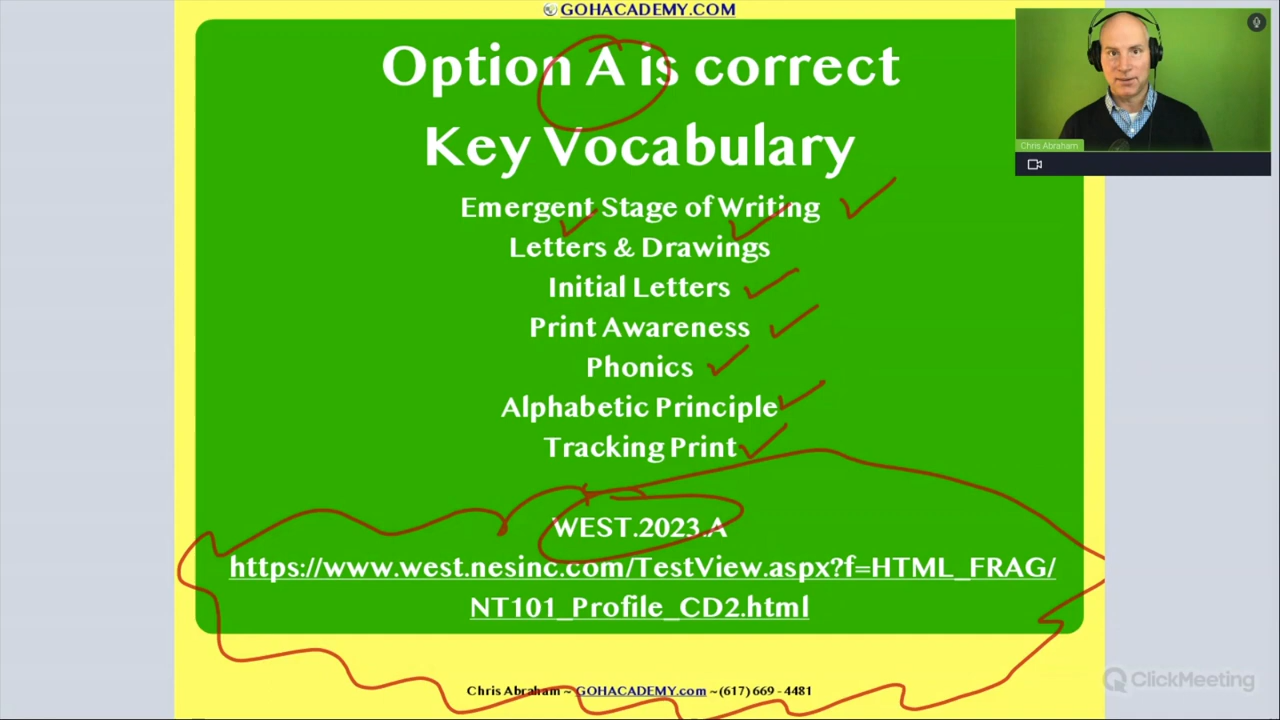 GOHACADEMY.COM
Option A is correct
Key Vocabulary
Emergent Stage of Writing
Letters & Drawings
Initial Letters
Print Awareness
Phonics
Alphabetic Principle
Tracking Print
WEST.2023.A
https://www.west.nesinc.com/TestView.aspx?f=HTML_FRAG/
NT101_Profile_CD2.html
Chris Abraham ~ GOHACADEMY.com ~(617) 669 - 4481
Chris Abraham
ClickMeeting